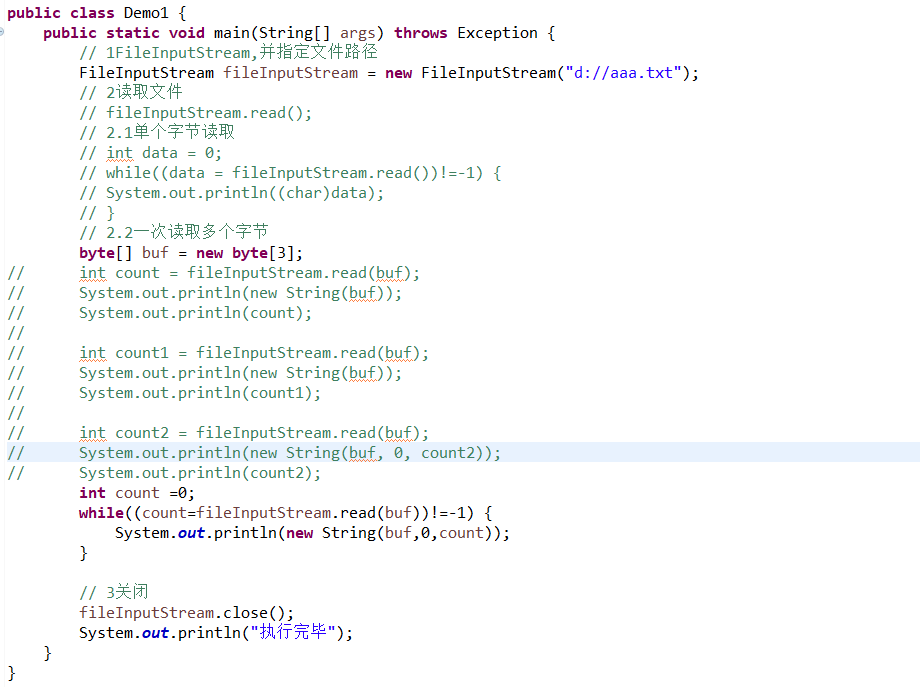 public class Demo1 {
    public static void main(String[] args) throws Exception {
        // 1FileInputStream,并指定文件路径
        FileInputStream fileInputStream = new FileInputStream("d://aaa.txt");
        // 2读取文件
        // fileInputStream.read();
        // 2.1单个字节读取
        // int data = 0;
        // while((data = fileInputStream.read())!=-1) {
        // System.out.println((char)data);
        // }
        // 2.2一次读取多个字节
        byte[] buf = new byte[3];
//      int count = fileInputStream.read(buf);
//      System.out.println(new String(buf));
//      System.out.println(count);
//
//      int count1 = fileInputStream.read(buf);
//      System.out.println(new String(buf));
//      System.out.println(count1);
//
//      int count2 = fileInputStream.read(buf);
//      System.out.println(new String(buf, 0, count2));
//      System.out.println(count2);
        int count =0;
        while((count=fileInputStream.read(buf))!=-1) {
            System.out.println(new String(buf,0,count));
        }

        // 3关闭
        fileInputStream.close();
        System.out.println("执行完毕");
    }
}